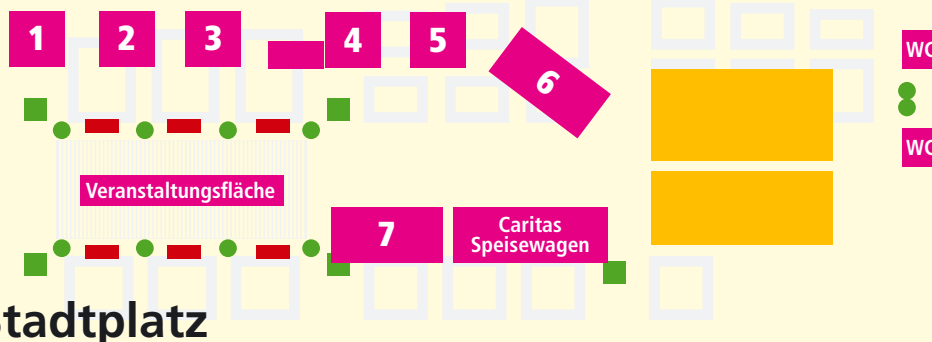 1
2
3
4
5
6
7
Veranstaltungsfläche
Caritas
Speisewagen
WC
WC
Stadtplatz